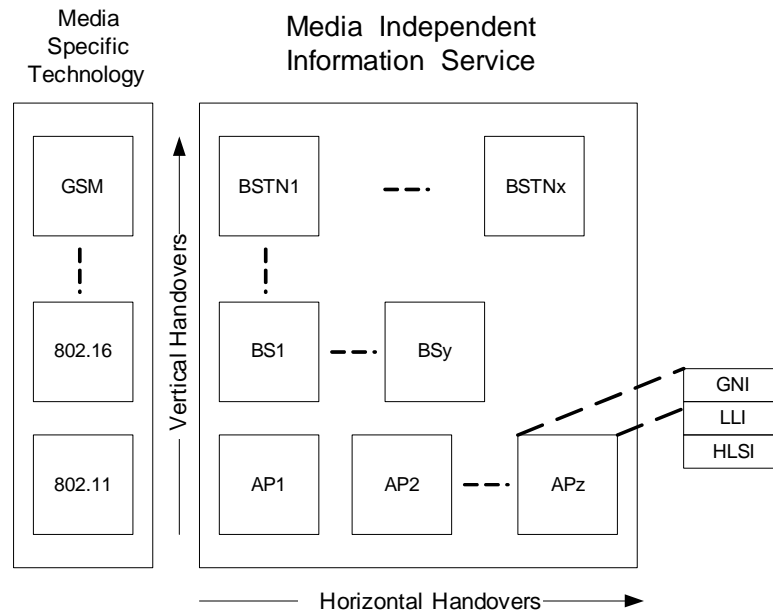 Media
Specific
Technology
Media Independent
Information Service
GSM
BSTN1
BSTNx
Vertical Handovers
802.16
BS1
BSy
GNI
LLI
HLSI
802.11
AP1
AP2
APz
Horizontal Handovers